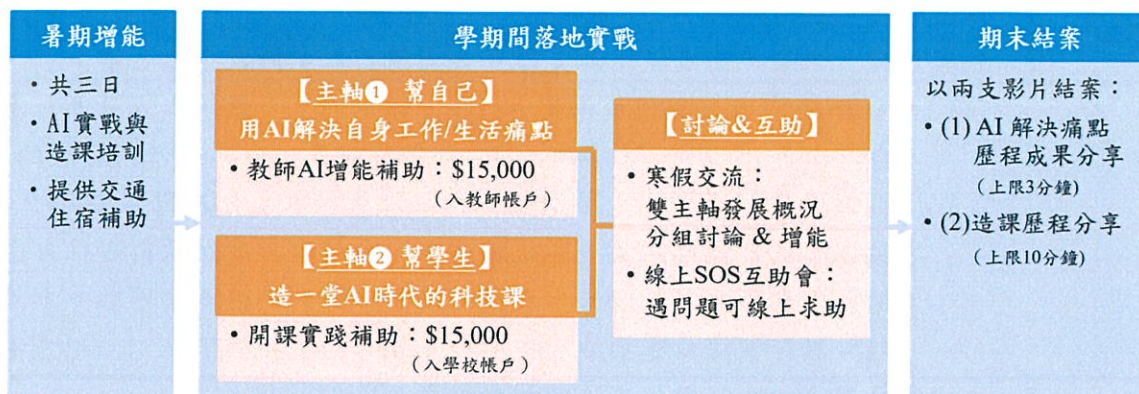 暑期增能
• 共三日
• AI實戰與
造課培訓
• 提供交通
住宿補助
學期間落地實戰
【主軸❶ 幫自己】
用AI解決自身工作/生活痛點
• 教師AI增能補助：$15,000
（入教師帳戶）
【主軸❷ 幫學生】
造一堂AI時代的科技課
• 開課實踐補助：$15,000
（入學校帳戶）
【討論&互助】
• 寒假交流：
雙主軸發展概況
分組討論 & 增能
• 線上SOS互助會：
遇問題可線上求助
期末結案
以兩支影片結案：
• (1) AI 解決痛點
歷程成果分享
（上限3分鐘）
• (2)造課歷程分享
（上限10分鐘）